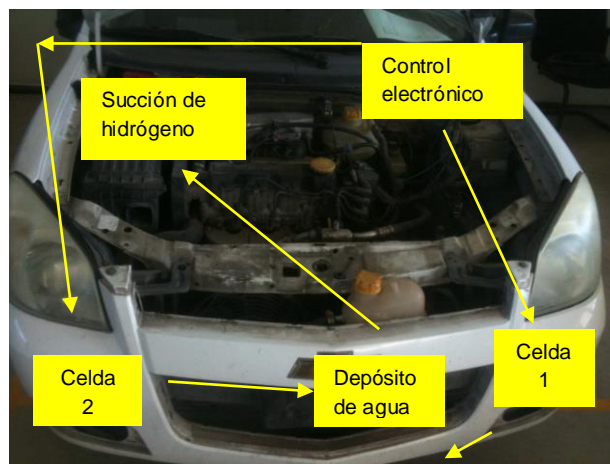 Control
electrónico
Succión de
hidrógeno
Celda
1
Celda
2
Depósito
de agua